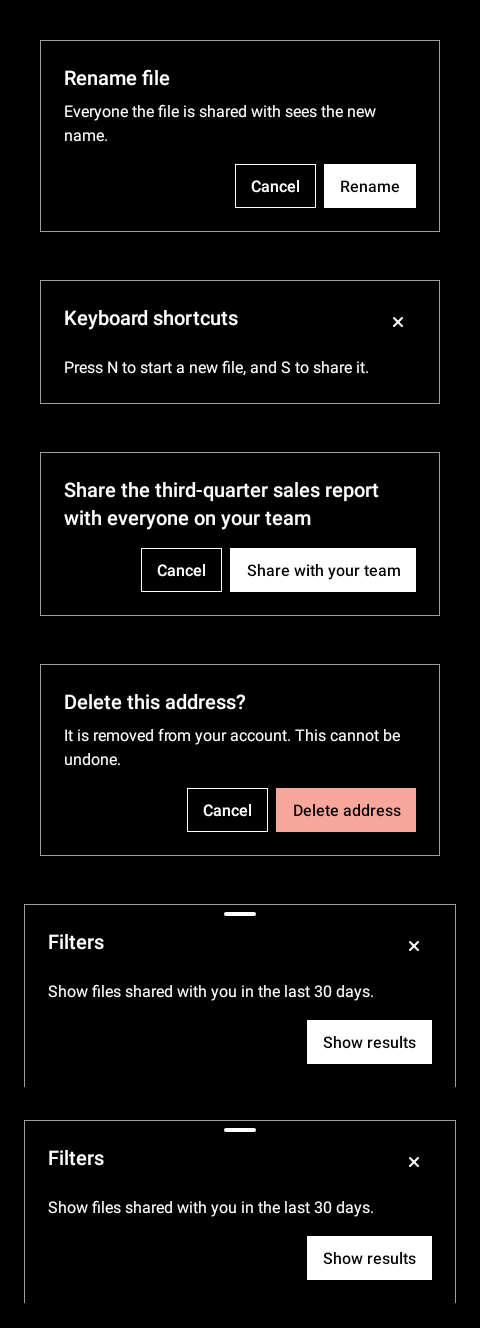 Rename file
Everyone the file is shared with sees the new
name.
Cancel
Rename
Keyboard shortcuts
Press N to start a new file, and S to share it.
Share the third-quarter sales report
with everyone on your team
Cancel
Share with your team
Delete this address?
It is removed from your account. This cannot be
undone.
Cancel
Delete address
Filters
Show files shared with you in the last 30 days.
Show results
Filters
Show files shared with you in the last 30 days.
Show results